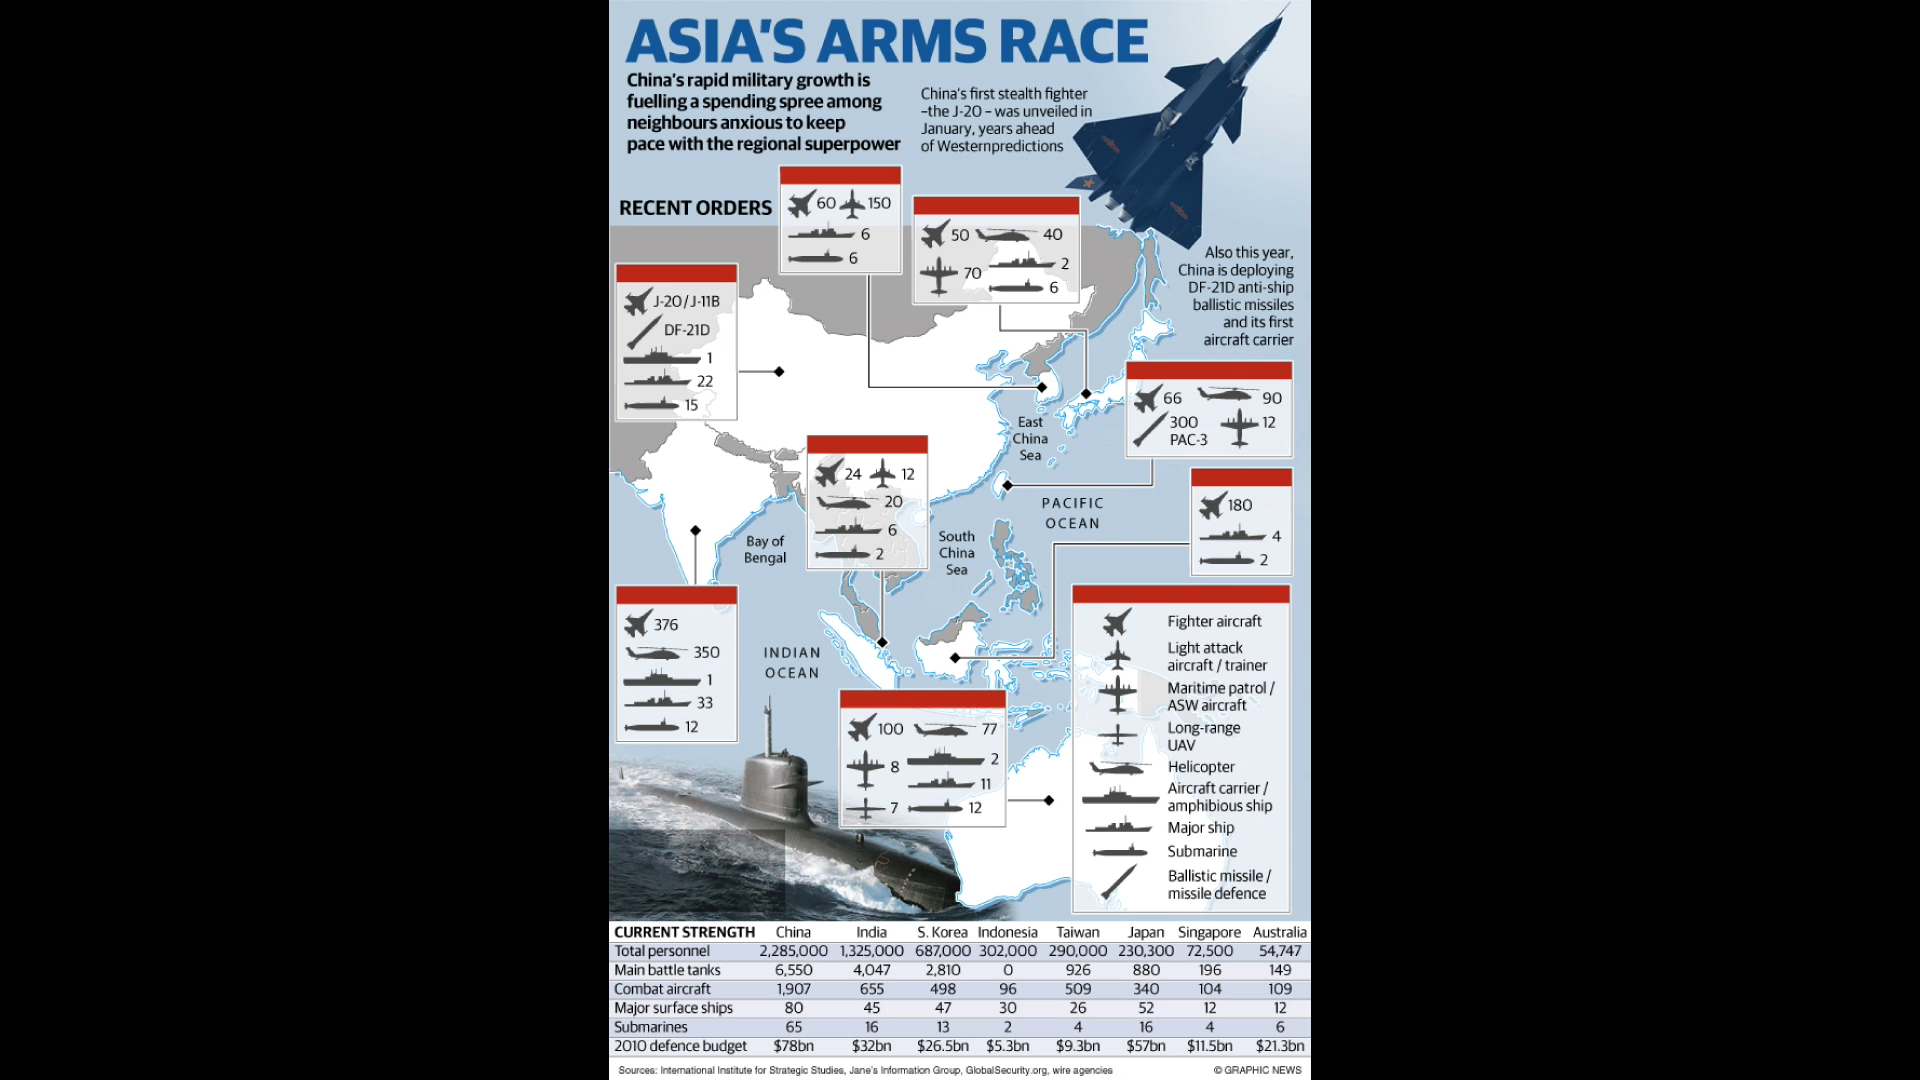 ASIA'S ARMS RACE
China's rapid military growth is
fuelling a spending spree among
neighbours anxious to keep
pace with the regional superpower
China's first stealth fighter
–the J-20 – was unveiled in
January, years ahead
of Westernpredictions
RECENT ORDERS
60 150
6
6
50 40
70 2
6
Also this year,
China is deploying
DF-21D anti-ship
ballistic missiles
and its first
aircraft carrier
J-20/J-11B
DF-21D
1
22
15
66 90
300 12
PAC-3
East
China
Sea
24 12
20
6
2
PACIFIC
OCEAN
180
4
2
Bay of
Bengal
South
China
Sea
376
350
1
33
12
INDIAN
OCEAN
100 77
8 2
11
7 12
Fighter aircraft
Light attack
aircraft / trainer
Maritime patrol /
ASW aircraft
Long-range
UAV
Helicopter
Aircraft carrier /
amphibious ship
Major ship
Submarine
Ballistic missile /
missile defence
CURRENT STRENGTH China India S. Korea Indonesia Taiwan Japan Singapore Australia
Total personnel 2,285,000 1,325,000 687,000 302,000 290,000 230,300 72,500 54,747
Main battle tanks 6,550 4,047 2,810 0 926 880 196 149
Combat aircraft 1,907 655 498 96 509 340 104 109
Major surface ships 80 45 47 30 26 52 12 12
Submarines 65 16 13 2 4 16 4 6
2010 defence budget $78bn $32bn $26.5bn $5.3bn $9.3bn $57bn $11.5bn $21.3bn
Sources: International Institute for Strategic Studies, Jane's Information Group, GlobalSecurity.org, wire agencies
© GRAPHIC NEWS